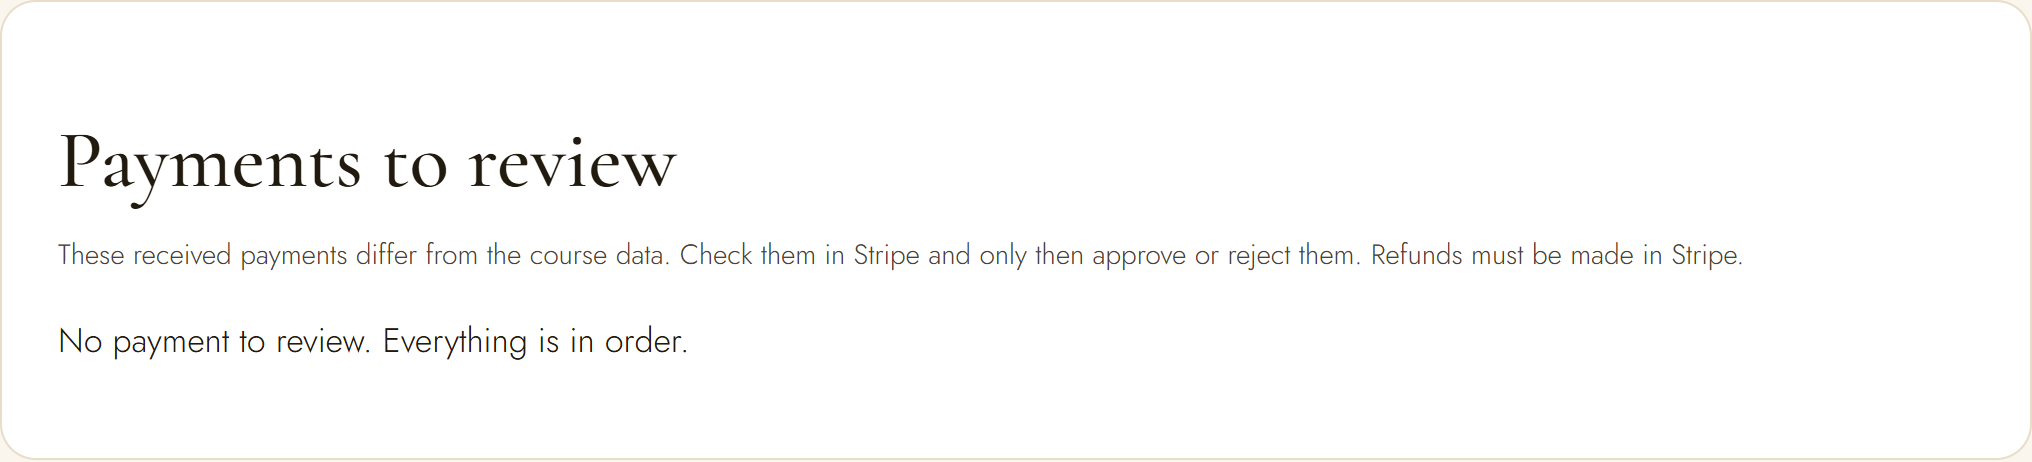 Payments to review
These received payments differ from the course data. Check them in Stripe and only then approve or reject them. Refunds must be made in Stripe.
No payment to review. Everything is in order.